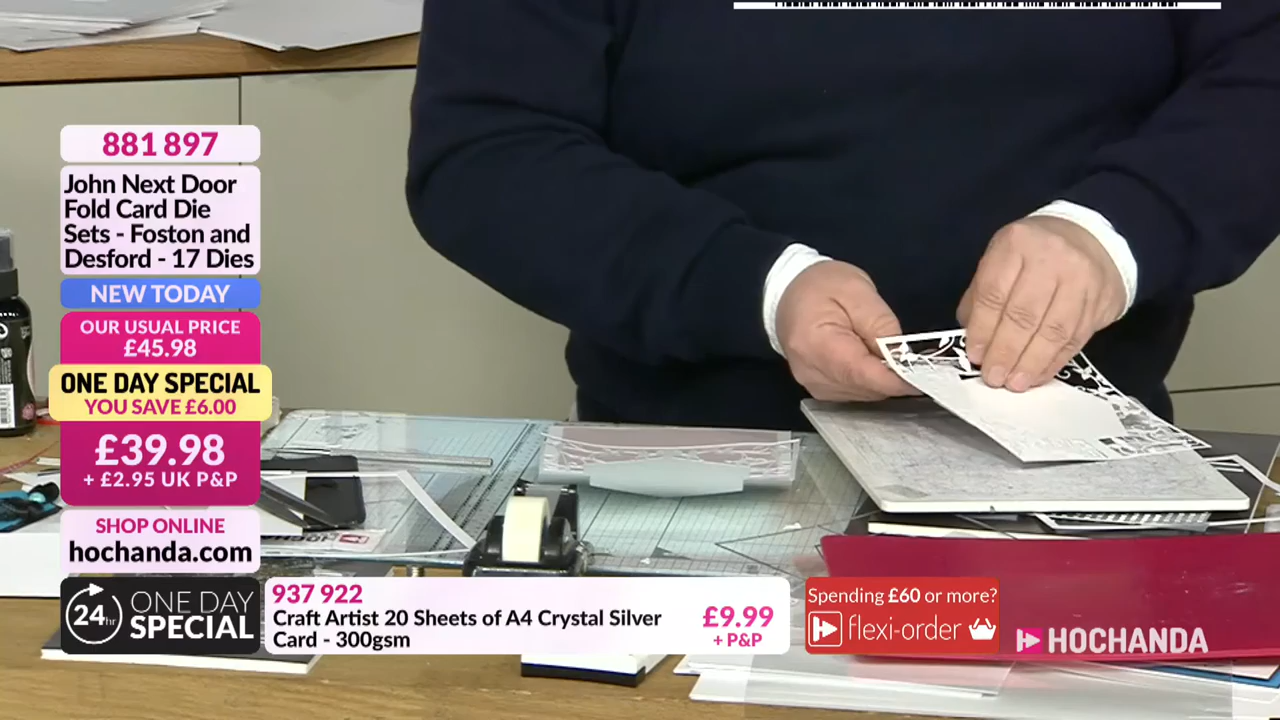 881 897
John Next Door
Fold Card Die
Sets - Foston and
Desford - 17 Dies
NEW TODAY
OUR USUAL PRICE
£45.98
ONE DAY SPECIAL
YOU SAVE £6.00
£39.98
+ £2.95 UK P&P
SHOP ONLINE
hochanda.com
24hr
ONE DAY
SPECIAL
937 922
Craft Artist 20 Sheets of A4 Crystal Silver
Card - 300gsm
£9.99
+ P&P
Spending £60 or more?
flexi-order
HOCHANDA